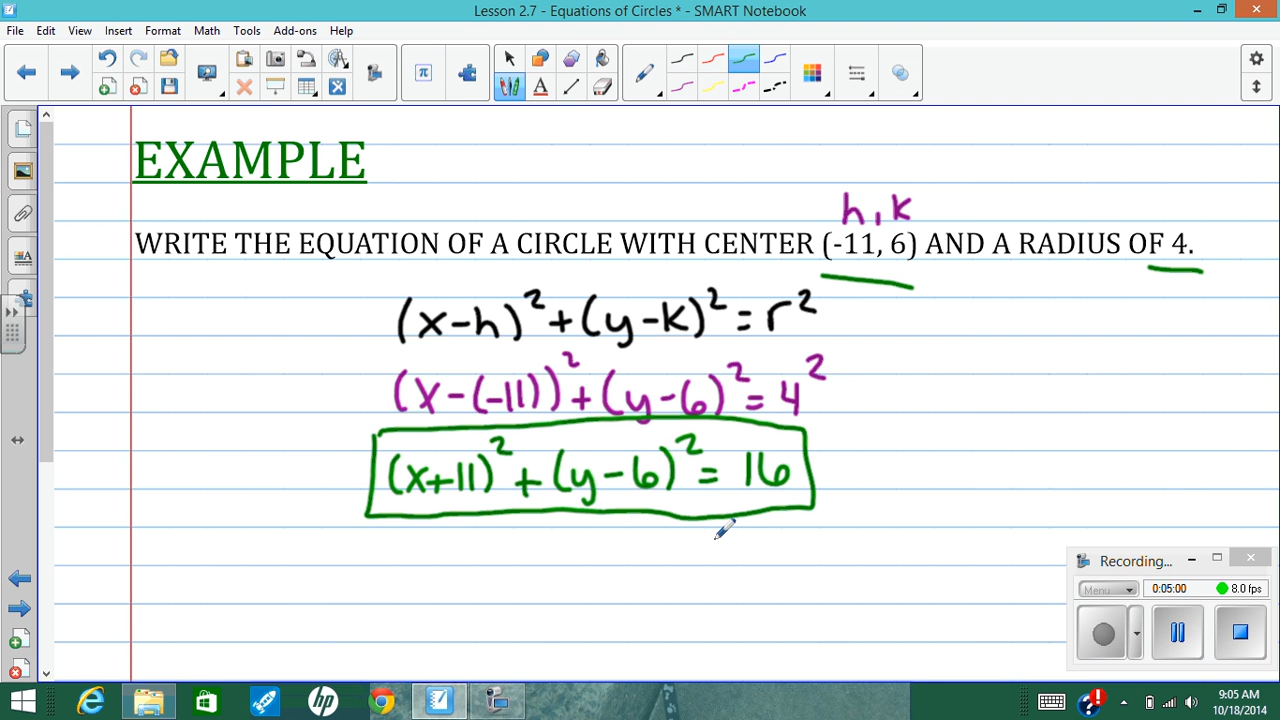 Lesson 2.7 - Equations of Circles * - SMART Notebook
File Edit View Insert Format Math Tools Add-ons Help
EXAMPLE
h, k
WRITE THE EQUATION OF A CIRCLE WITH CENTER (-11, 6) AND A RADIUS OF 4.
(x-h)²+(y-k)²=r²
(x-(-11))²+(y-6)²=4²
(x+11)²+(y-6)²=16
Recording...
Menu 0:05:00 8.0 fps
9:05 AM
10/18/2014